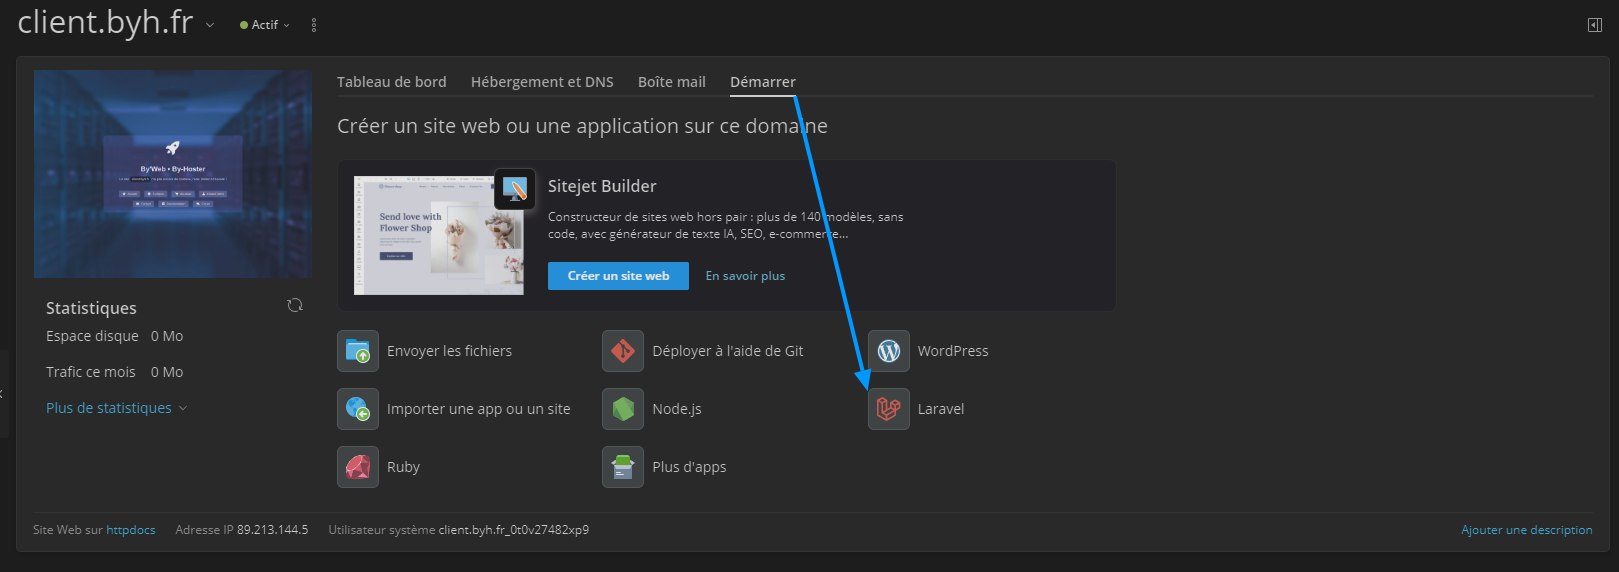 client.byh.fr
Actif
Tableau de bord
Hébergement et DNS
Boîte mail
Démarrer
Créer un site web ou une application sur ce domaine
By'Web • By-Hoster
Send love with
Flower Shop
Sitejet Builder
Constructeur de sites web hors pair : plus de 140 modèles, sans
code, avec générateur de texte IA, SEO, e-commerce...
Créer un site web
En savoir plus
Statistiques
Espace disque 0 Mo
Trafic ce mois 0 Mo
Plus de statistiques
Envoyer les fichiers
Déployer à l'aide de Git
WordPress
Importer une app ou un site
Node.js
Laravel
Ruby
Plus d'apps
Site Web sur httpdocs
Adresse IP 89.213.144.5
Utilisateur système client.byh.fr_0t0v27482xp9
Ajouter une description